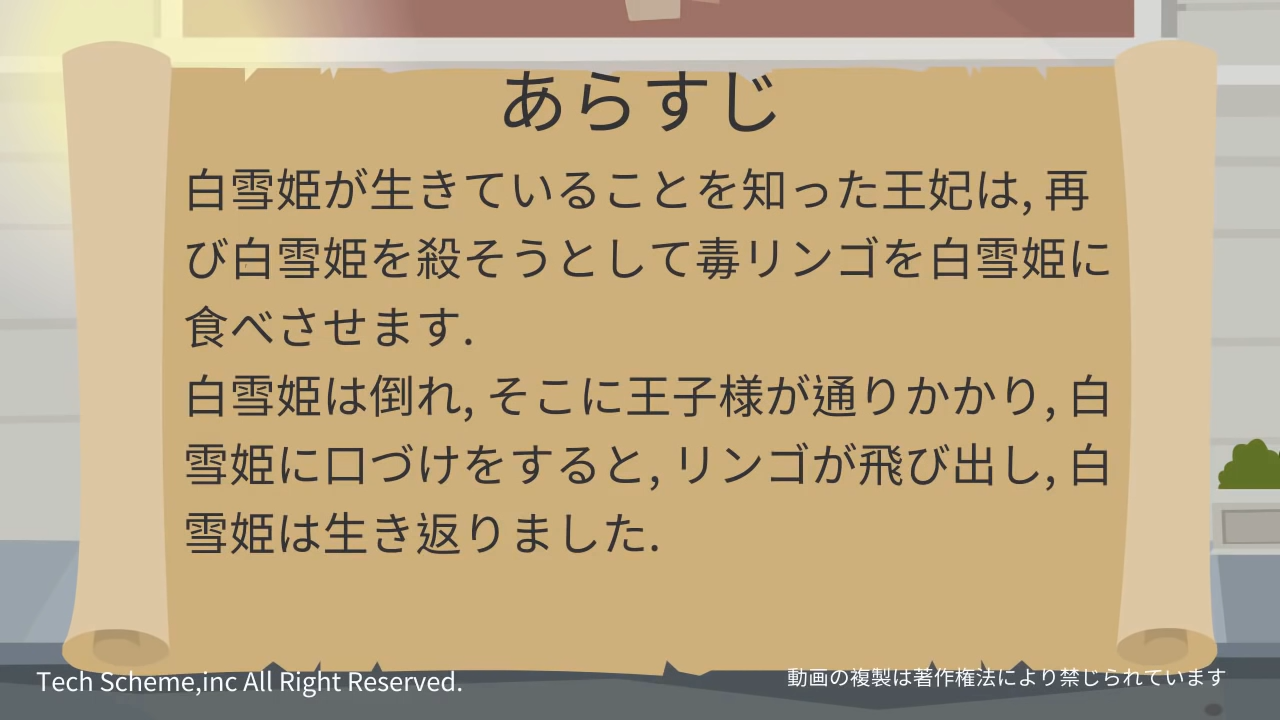 あらすじ
白雪姫が生きていることを知った王妃は, 再
び白雪姫を殺そうとして毒リンゴを白雪姫に
食べさせます.
白雪姫は倒れ, そこに王子様が通りかかり, 白
雪姫に口づけをすると, リンゴが飛び出し, 白
雪姫は生き返りました.
Tech Scheme,inc All Right Reserved.
動画の複製は著作権法により禁じられています